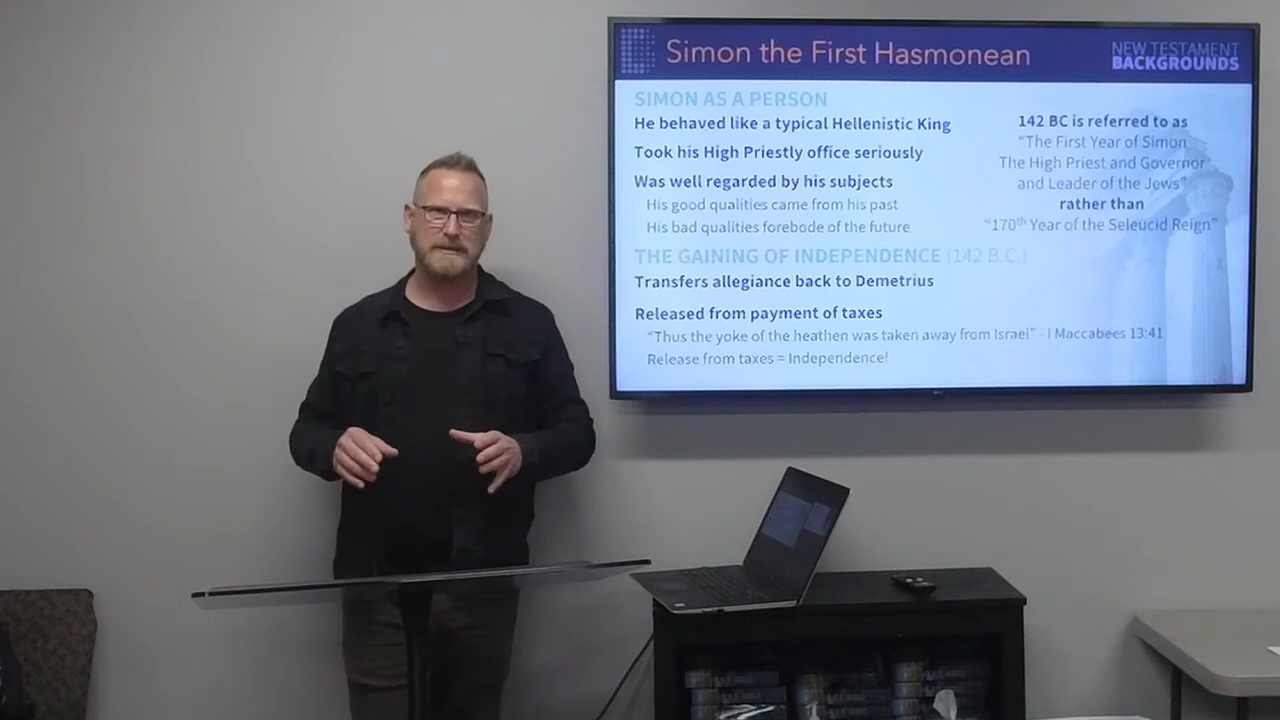 Simon the First Hasmonean
NEW TESTAMENT
BACKGROUNDS
SIMON AS A PERSON
He behaved like a typical Hellenistic King
Took his High Priestly office seriously
Was well regarded by his subjects
His good qualities came from his past
His bad qualities forebode of the future
142 BC is referred to as
“The First Year of Simon
The High Priest and Governor
and Leader of the Jews”
rather than
“170th Year of the Seleucid Reign”
THE GAINING OF INDEPENDENCE (142 B.C.)
Transfers allegiance back to Demetrius
Released from payment of taxes
“Thus the yoke of the heathen was taken away from Israel” - I Maccabees 13:41
Release from taxes = Independence!